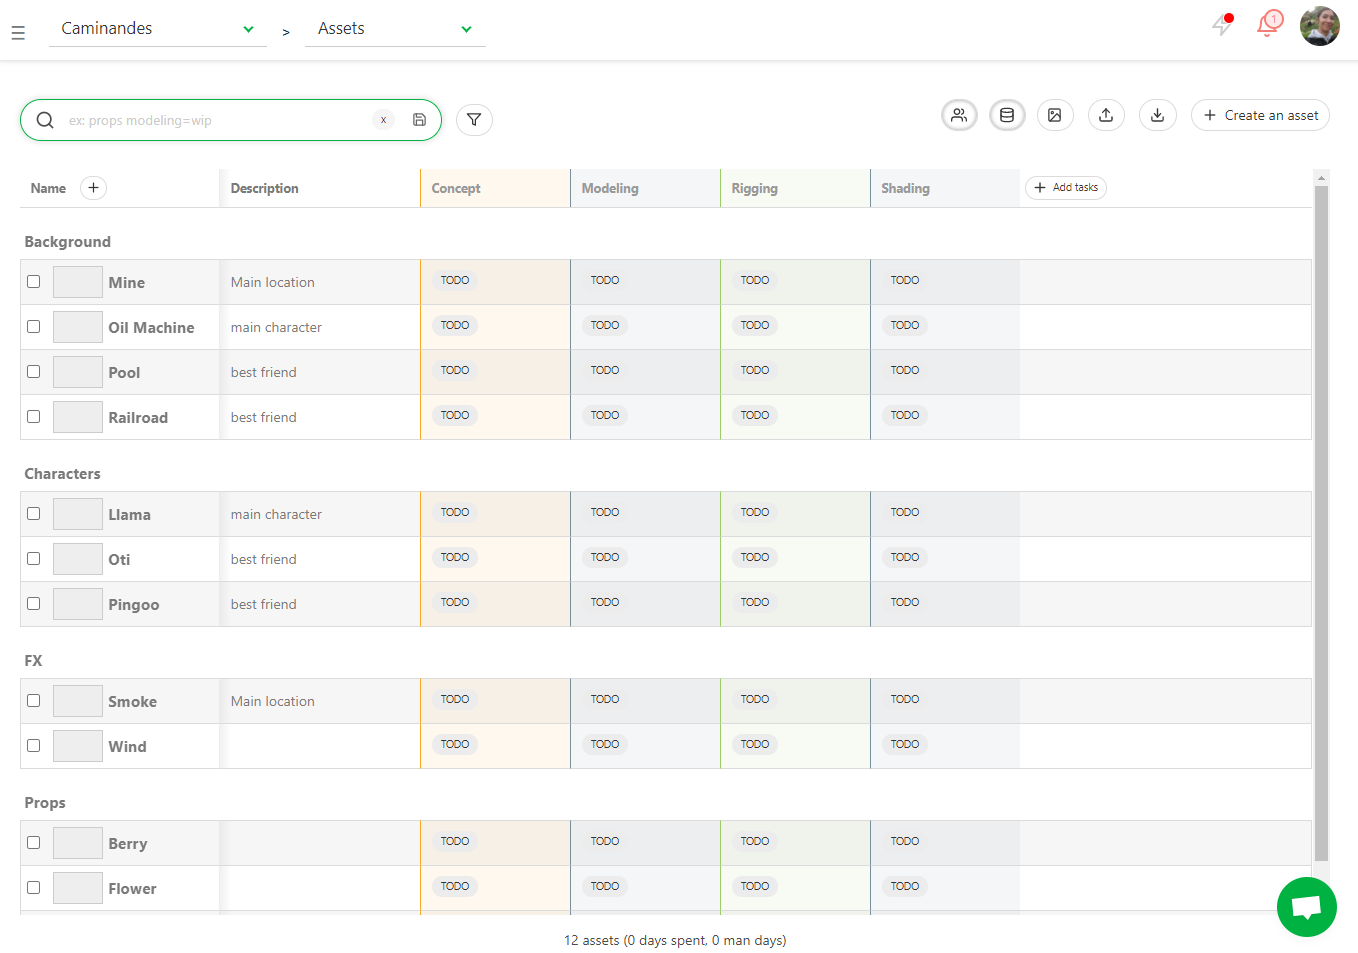 Caminandes > Assets 1
ex: props modeling=wip x Create an asset
Name Description Concept Modeling Rigging Shading Add tasks
Background
Mine Main location TODO TODO TODO TODO
Oil Machine main character TODO TODO TODO TODO
Pool best friend TODO TODO TODO TODO
Railroad best friend TODO TODO TODO TODO
Characters
Llama main character TODO TODO TODO TODO
Oti best friend TODO TODO TODO TODO
Pingoo best friend TODO TODO TODO TODO
FX
Smoke Main location TODO TODO TODO TODO
Wind TODO TODO TODO TODO
Props
Berry TODO TODO TODO TODO
Flower TODO TODO TODO TODO
12 assets (0 days spent, 0 man days)